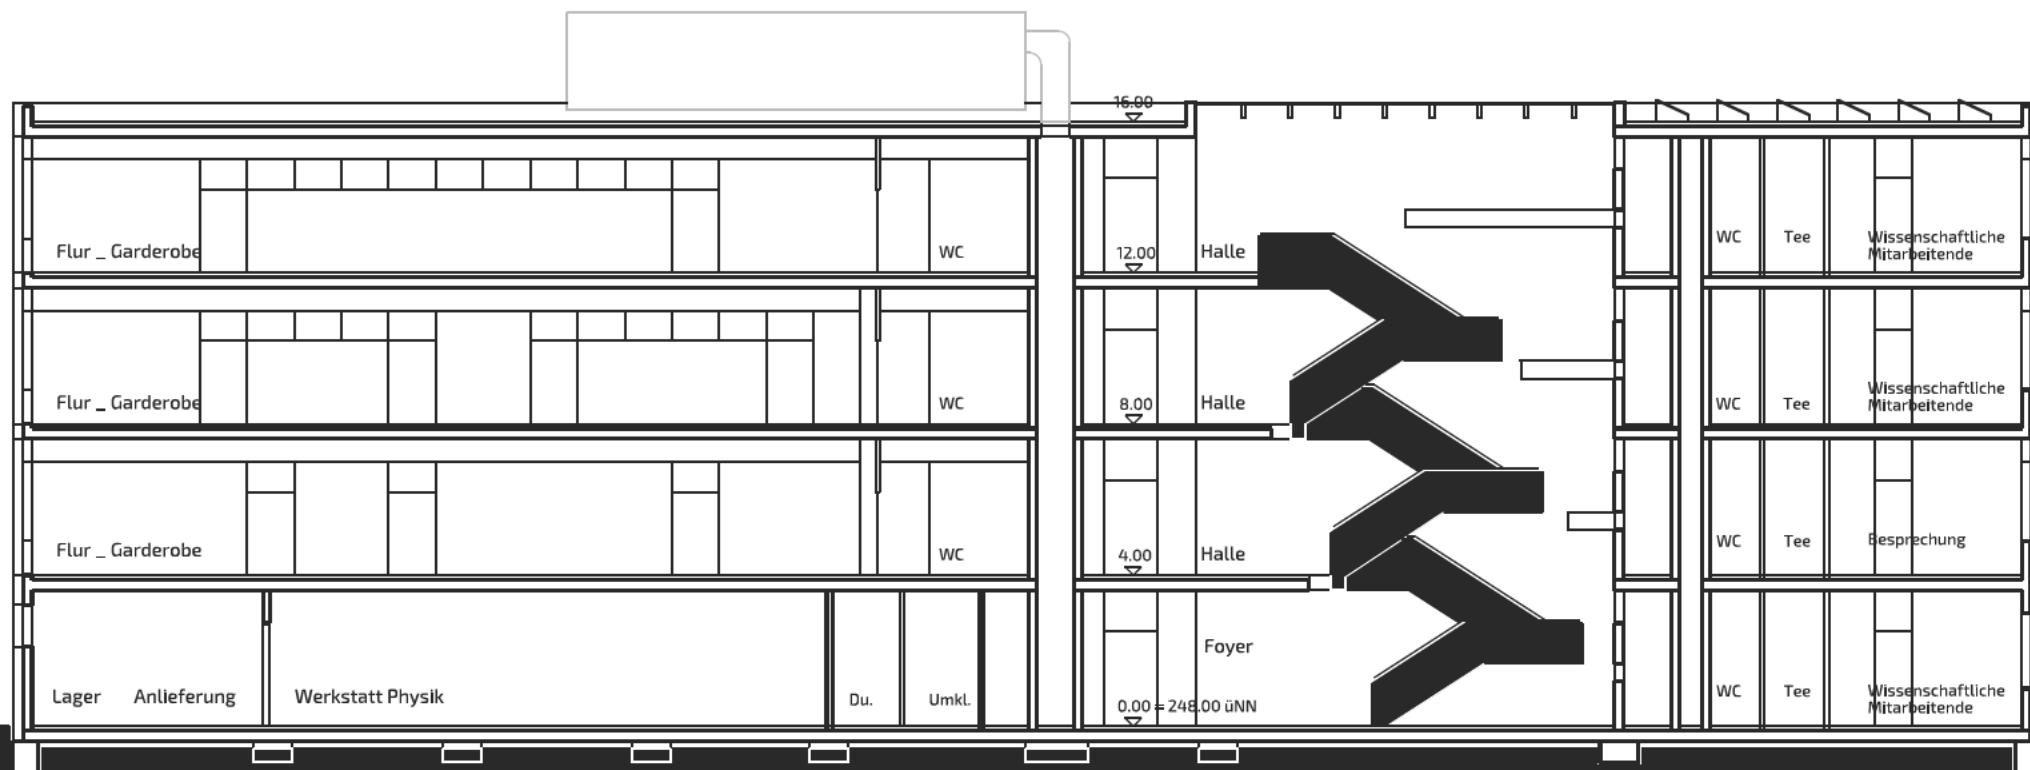 16.00
Flur _ Garderobe
WC
12.00
Halle
WC
Tee
Wissenschaftliche
Mitarbeitende
Flur _ Garderobe
WC
8.00
Halle
WC
Tee
Wissenschaftliche
Mitarbeitende
Flur _ Garderobe
WC
4.00
Halle
WC
Tee
Besprechung
Foyer
Lager
Anlieferung
Werkstatt Physik
Du.
Umkl.
0.00 = 248.00 üNN
WC
Tee
Wissenschaftliche
Mitarbeitende